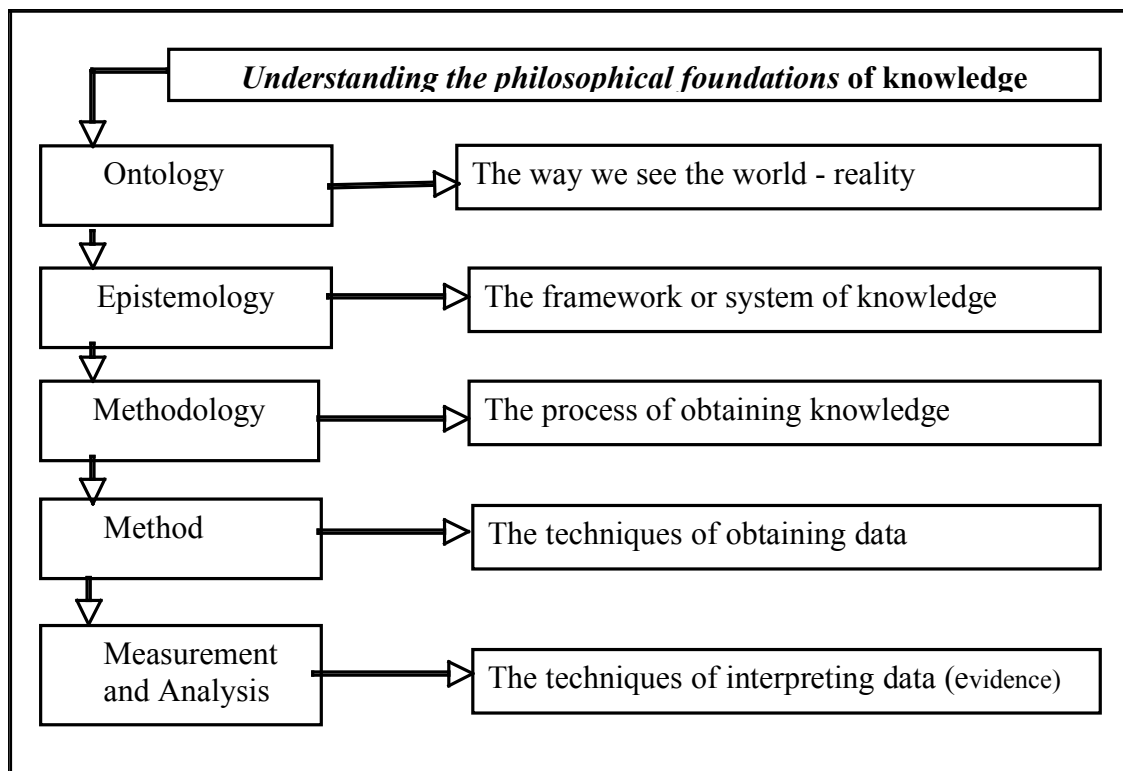 Understanding the philosophical foundations of knowledge
Ontology
The way we see the world - reality
Epistemology
The framework or system of knowledge
Methodology
The process of obtaining knowledge
Method
The techniques of obtaining data
Measurement
and Analysis
The techniques of interpreting data (evidence)